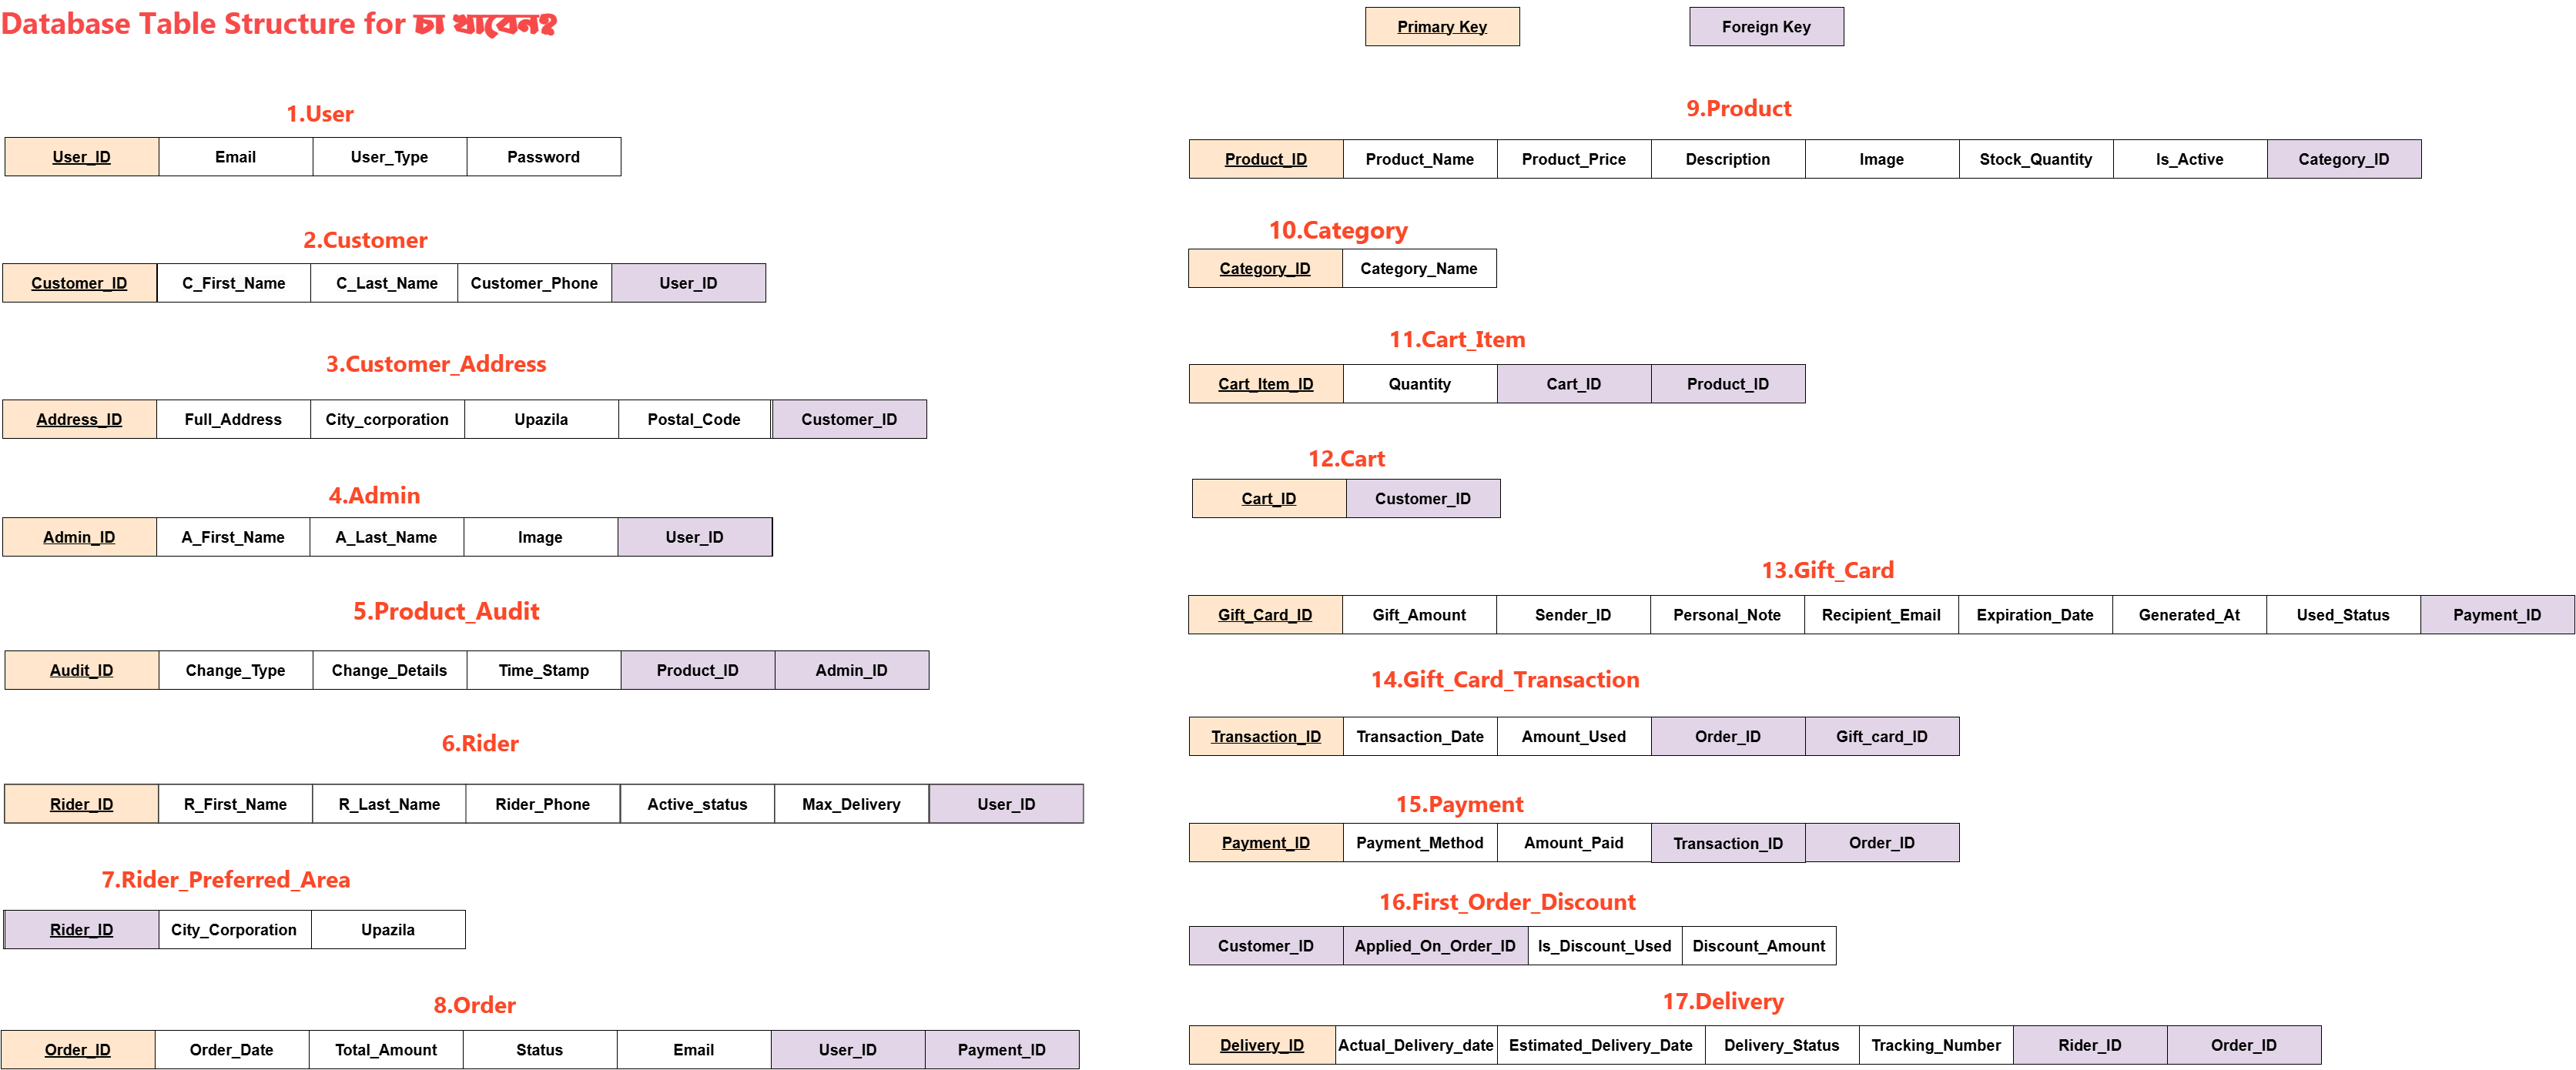 Database Table Structure for চা খাবেন?
Primary Key
Foreign Key
1.User
User_ID Email User_Type Password
2.Customer
Customer_ID C_First_Name C_Last_Name Customer_Phone User_ID
3.Customer_Address
Address_ID Full_Address City_corporation Upazila Postal_Code Customer_ID
4.Admin
Admin_ID A_First_Name A_Last_Name Image User_ID
5.Product_Audit
Audit_ID Change_Type Change_Details Time_Stamp Product_ID Admin_ID
6.Rider
Rider_ID R_First_Name R_Last_Name Rider_Phone Active_status Max_Delivery User_ID
7.Rider_Preferred_Area
Rider_ID City_Corporation Upazila
8.Order
Order_ID Order_Date Total_Amount Status Email User_ID Payment_ID
9.Product
Product_ID Product_Name Product_Price Description Image Stock_Quantity Is_Active Category_ID
10.Category
Category_ID Category_Name
11.Cart_Item
Cart_Item_ID Quantity Cart_ID Product_ID
12.Cart
Cart_ID Customer_ID
13.Gift_Card
Gift_Card_ID Gift_Amount Sender_ID Personal_Note Recipient_Email Expiration_Date Generated_At Used_Status Payment_ID
14.Gift_Card_Transaction
Transaction_ID Transaction_Date Amount_Used Order_ID Gift_card_ID
15.Payment
Payment_ID Payment_Method Amount_Paid Transaction_ID Order_ID
16.First_Order_Discount
Customer_ID Applied_On_Order_ID Is_Discount_Used Discount_Amount
17.Delivery
Delivery_ID Actual_Delivery_date Estimated_Delivery_Date Delivery_Status Tracking_Number Rider_ID Order_ID